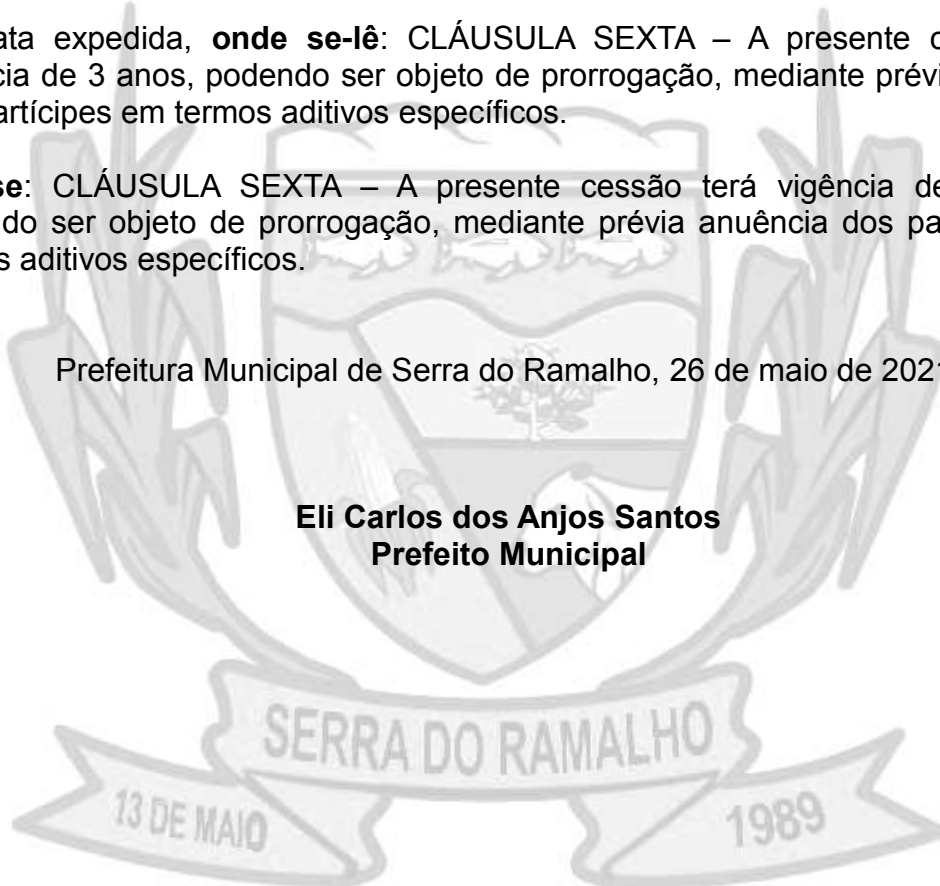 ata expedida, onde se-lê: CLÁUSULA SEXTA – A presente
cia de 3 anos, podendo ser objeto de prorrogação, mediante
artícipes em termos aditivos específicos.
se: CLÁUSULA SEXTA – A presente cessão terá vigência de
do ser objeto de prorrogação, mediante prévia anuência dos
s aditivos específicos.
Prefeitura Municipal de Serra do Ramalho, 26 de maio de 2021
Eli Carlos dos Anjos Santos
Prefeito Municipal
SERRA DO RAMALHO
13 DE MAIO
1989